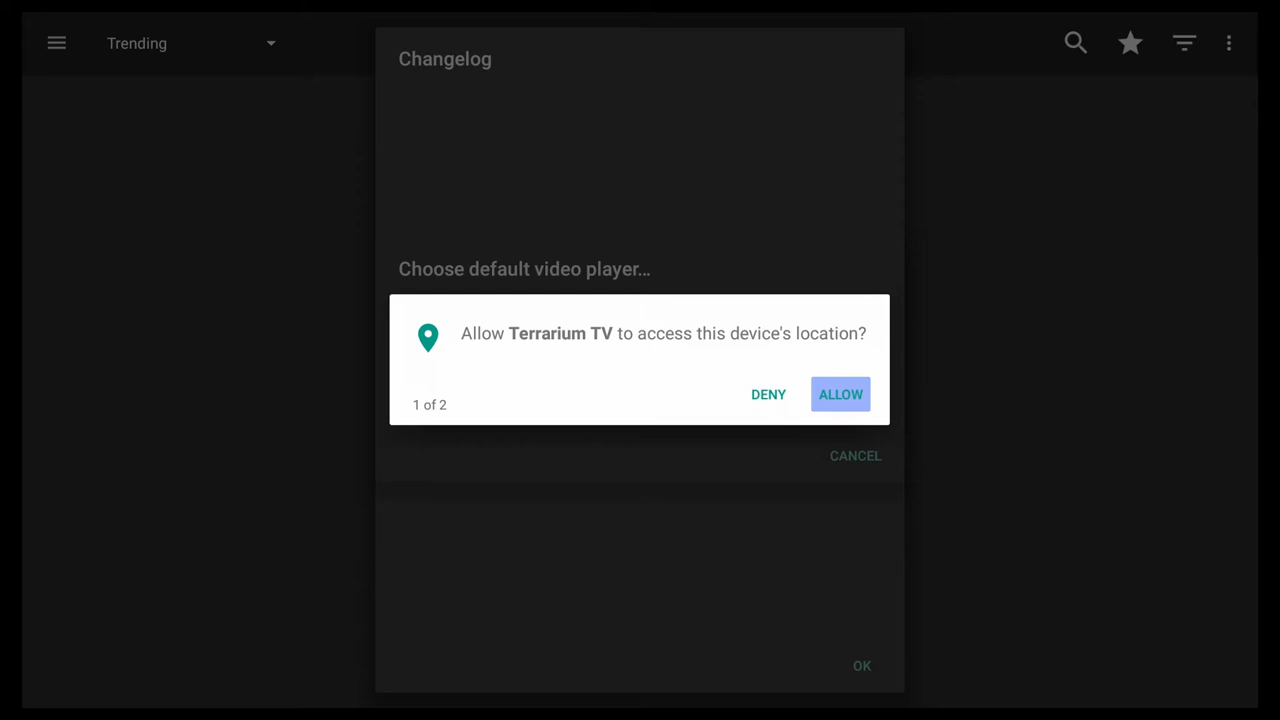 Trending
Changelog
Choose default video player...
Allow Terrarium TV to access this device's location?
DENY
ALLOW
1 of 2
CANCEL
OK